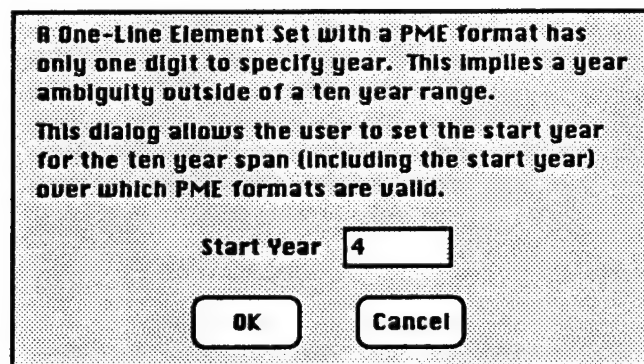 A One-Line Element Set with a PME format has
only one digit to specify year. This implies a year
ambiguity outside of a ten year range.
This dialog allows the user to set the start year
for the ten year span (including the start year)
over which PME formats are valid.
Start Year 4
OK Cancel